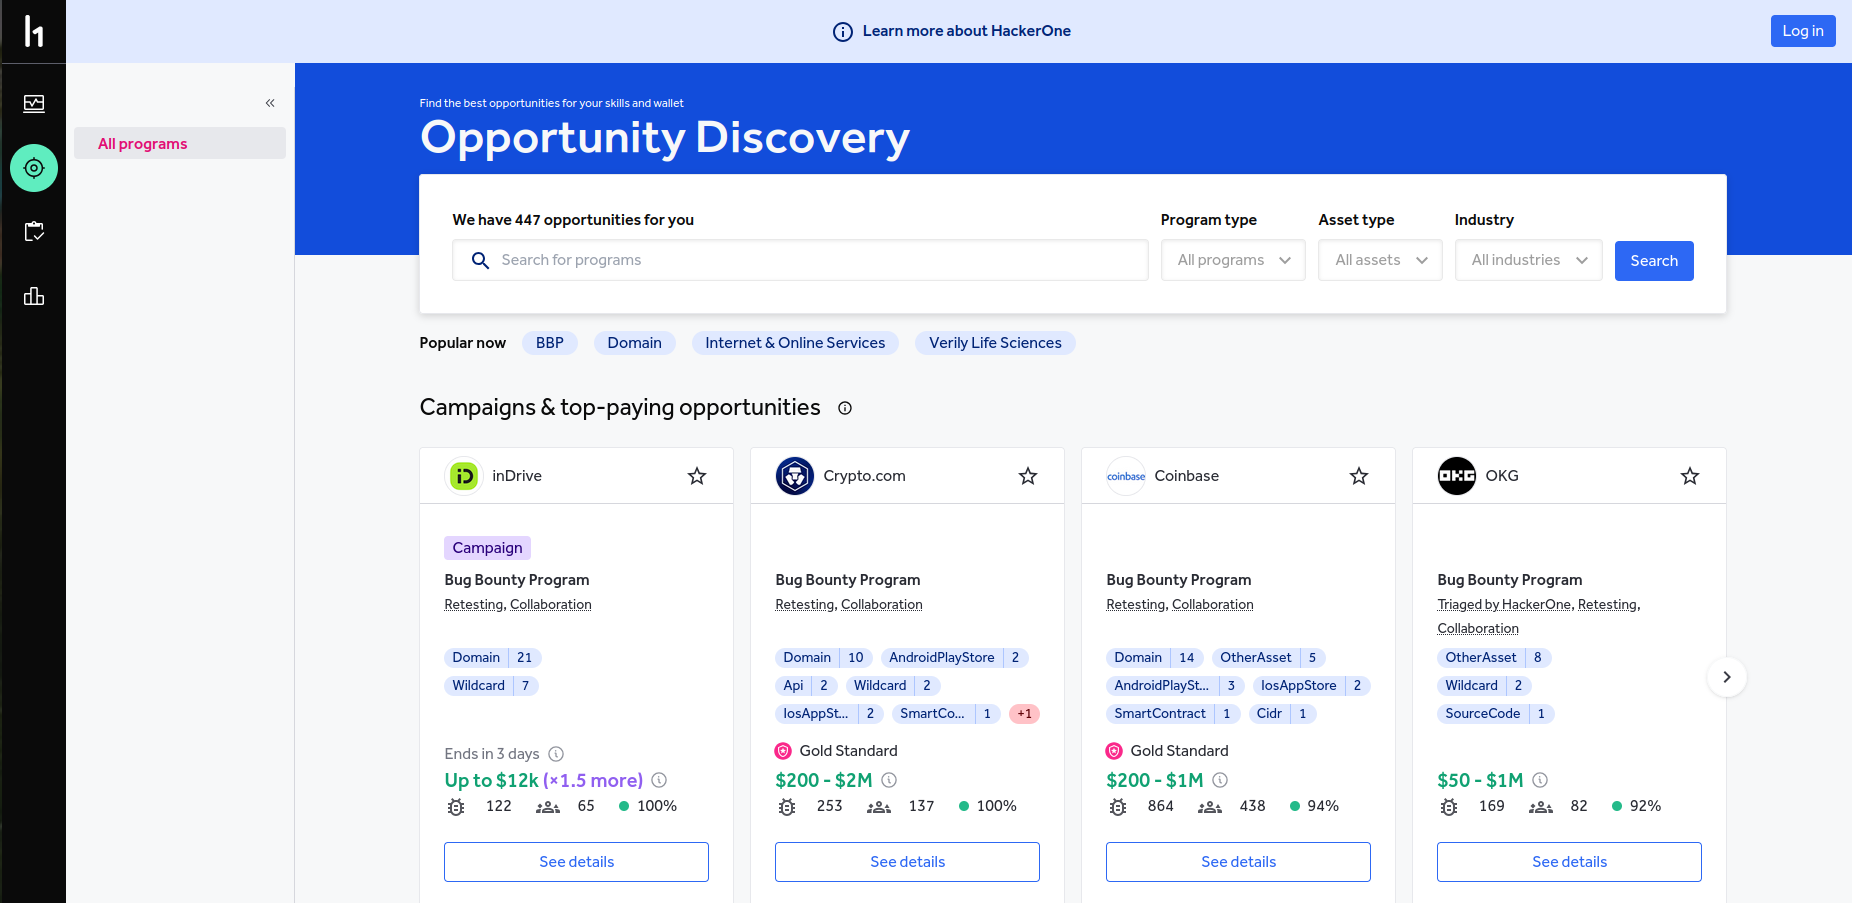 Learn more about HackerOne
Log in
All programs
Find the best opportunities for your skills and wallet
Opportunity Discovery
We have 447 opportunities for you
Program type
Asset type
Industry
Search for programs
All programs
All assets
All industries
Search
Popular now
BBP
Domain
Internet & Online Services
Verily Life Sciences
Campaigns & top-paying opportunities
inDrive
Campaign
Bug Bounty Program
Retesting, Collaboration
Domain 21
Wildcard 7
Ends in 3 days
Up to $12k (×1.5 more)
122 65 100%
See details
Crypto.com
Bug Bounty Program
Retesting, Collaboration
Domain 10 AndroidPlayStore 2
Api 2 Wildcard 2
IosAppSt... 2 SmartCo... 1 +1
Gold Standard
$200 - $2M
253 137 100%
See details
coinbase
Coinbase
Bug Bounty Program
Retesting, Collaboration
Domain 14 OtherAsset 5
AndroidPlaySt... 3 IosAppStore 2
SmartContract 1 Cidr 1
Gold Standard
$200 - $1M
864 438 94%
See details
OKG
OKG
Bug Bounty Program
Triaged by HackerOne, Retesting,
Collaboration
OtherAsset 8
Wildcard 2
SourceCode 1
$50 - $1M
169 82 92%
See details